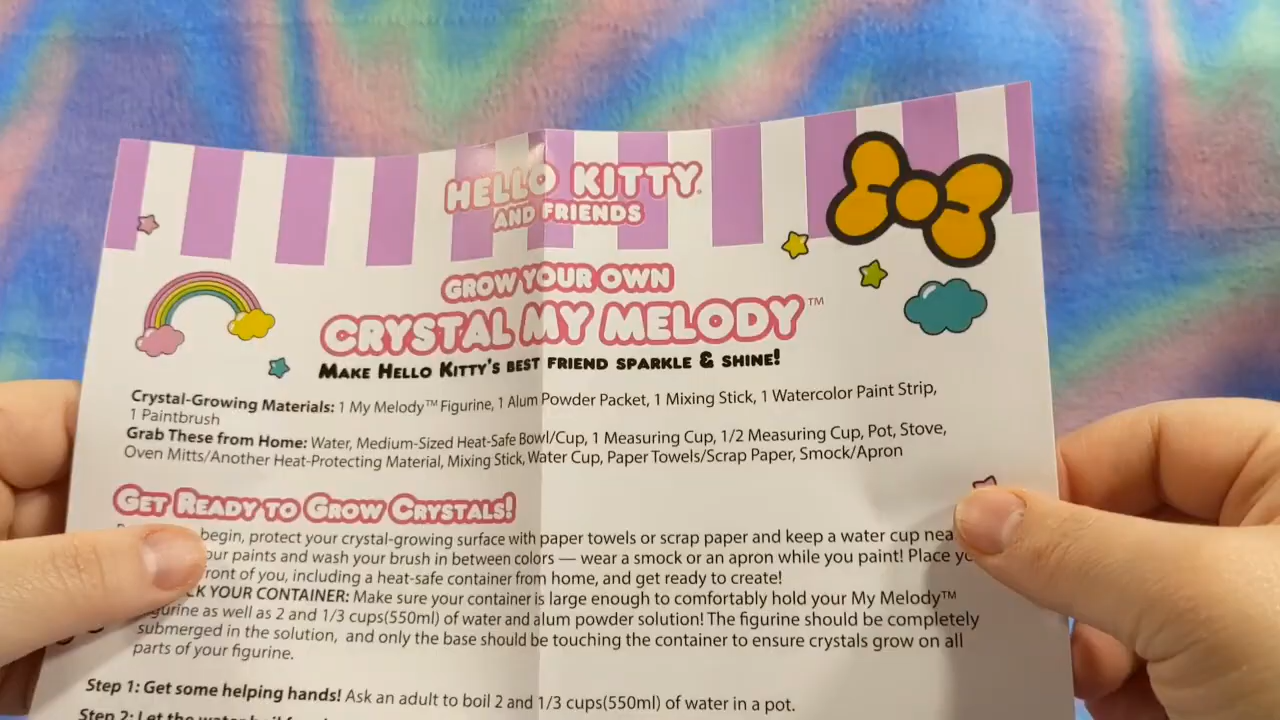 HELLO KITTY®
AND FRIENDS
GROW YOUR OWN
CRYSTAL MY MELODY™
MAKE HELLO KITTY'S BEST FRIEND SPARKLE & SHINE!
Crystal-Growing Materials: 1 My Melody™ Figurine, 1 Alum Powder Packet, 1 Mixing Stick, 1 Watercolor Paint Strip,
1 Paintbrush
Grab These from Home: Water, Medium-Sized Heat-Safe Bowl/Cup, 1 Measuring Cup, 1/2 Measuring Cup, Pot, Stove,
Oven Mitts/Another Heat-Protecting Material, Mixing Stick, Water Cup, Paper Towels/Scrap Paper, Smock/Apron
GET READY TO GROW CRYSTALS!
begin, protect your crystal-growing surface with paper towels or scrap paper and keep a water cup
paints and wash your brush in between colors — wear a smock or an apron while you paint! Place
of you, including a heat-safe container from home, and get ready to create!
YOUR CONTAINER: Make sure your container is large enough to comfortably hold your My Melody™
figurine as well as 2 and 1/3 cups(550ml) of water and alum powder solution! The figurine should be completely
submerged in the solution, and only the base should be touching the container to ensure crystals grow on all
parts of your figurine.
Step 1: Get some helping hands! Ask an adult to boil 2 and 1/3 cups(550ml) of water in a pot.
Step 2: Let the water boil